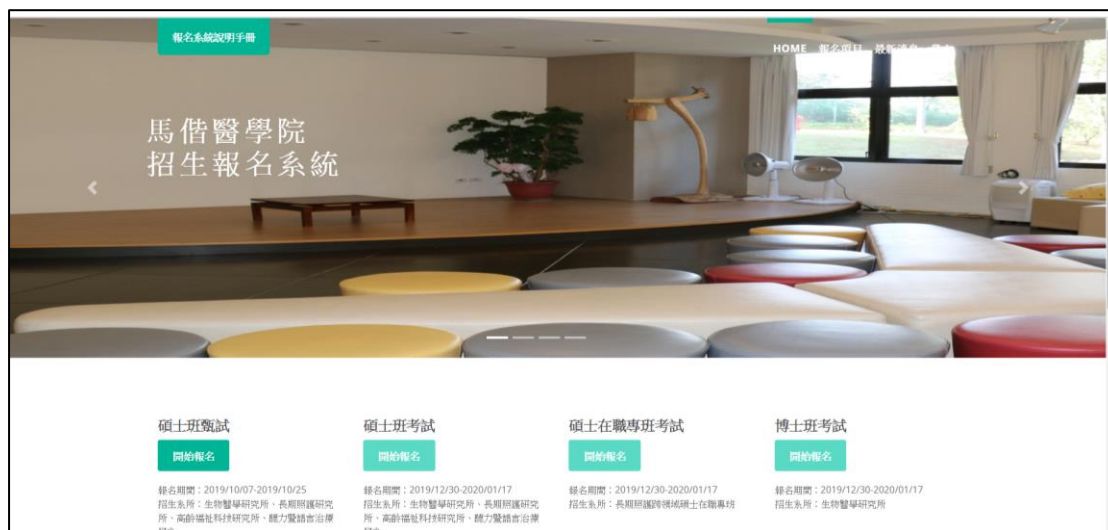 報名系統說明手冊
HOME 報名項目 最新消息
馬偕醫學院
招生報名系統
碩士班甄試
開始報名
報名期間：2019/10/07-2019/10/25
招生系所：生物醫學研究所、長期照護研究
所、高齡福祉科技研究所、聽力暨語言治療
碩士班考試
開始報名
報名期間：2019/12/30-2020/01/17
招生系所：生物醫學研究所、長期照護研究
所、高齡福祉科技研究所、聽力暨語言治療
碩士在職專班考試
開始報名
報名期間：2019/12/30-2020/01/17
招生系所：長期照護跨領域碩士在職專班
博士班考試
開始報名
報名期間：2019/12/30-2020/01/17
招生系所：生物醫學研究所